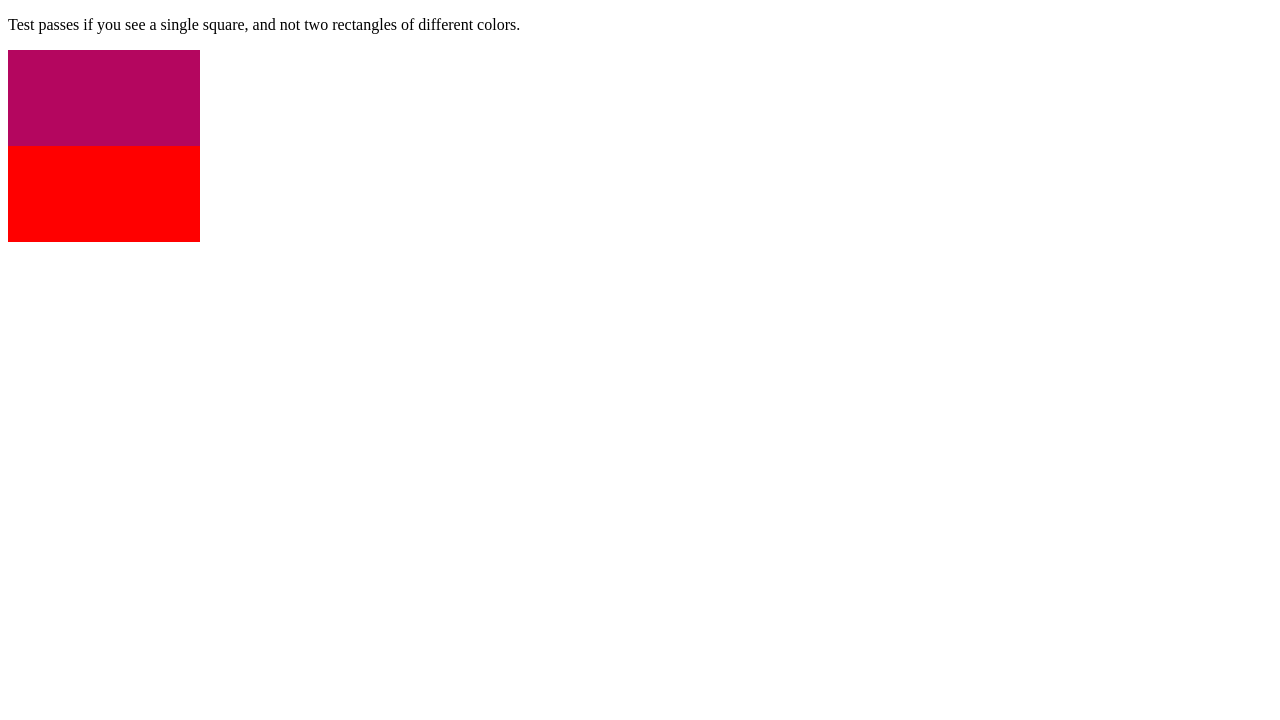 Test passes if you see a single square, and not two rectangles of different colors.